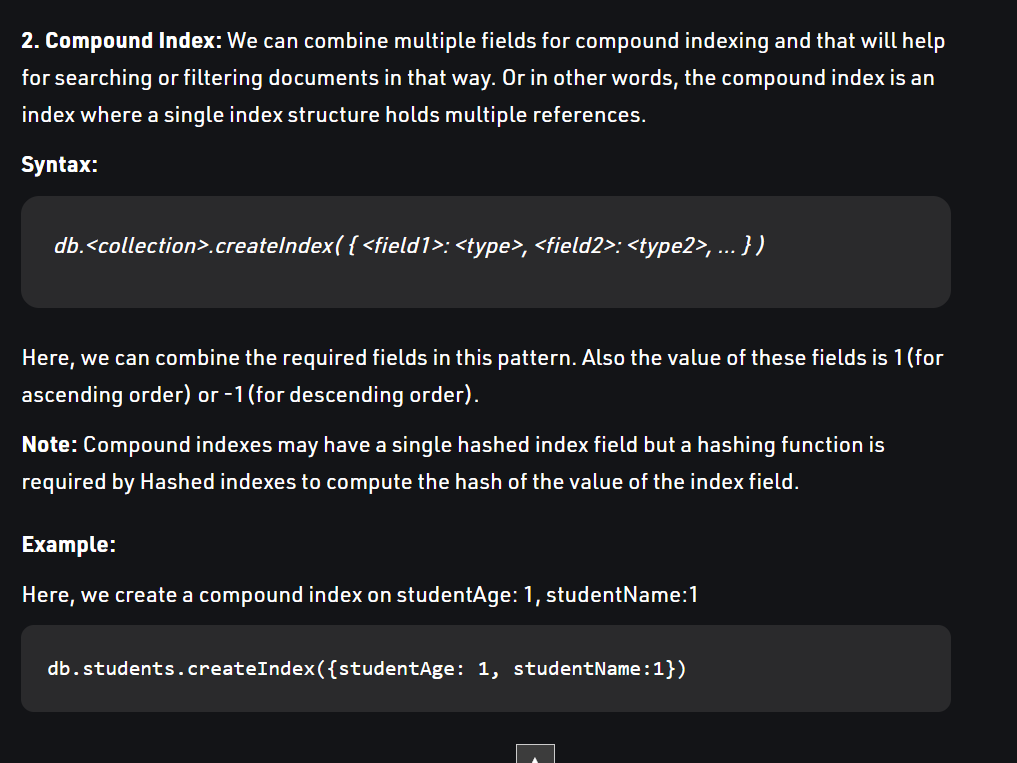 2. Compound Index: We can combine multiple fields for compound indexing and that will help
for searching or filtering documents in that way. Or in other words, the compound index is an
index where a single index structure holds multiple references.
Syntax:
db.<collection>.createIndex( { <field1>: <type>, <field2>: <type2>, ... } )
Here, we can combine the required fields in this pattern. Also the value of these fields is 1(for
ascending order) or -1(for descending order).
Note: Compound indexes may have a single hashed index field but a hashing function is
required by Hashed indexes to compute the hash of the value of the index field.
Example:
Here, we create a compound index on studentAge: 1, studentName:1
db.students.createIndex({studentAge: 1, studentName:1})